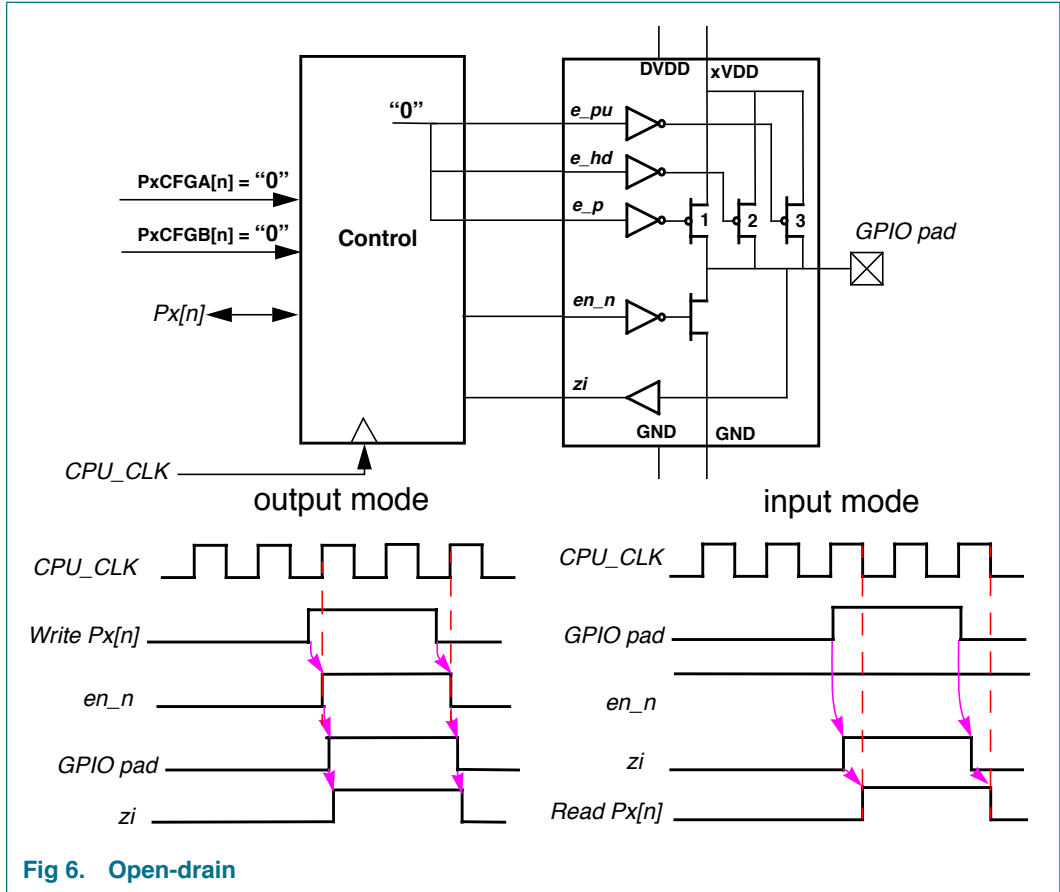 DVDD xVDD
“0”
e_pu
e_hd
PxCFGA[n] = “0”
e_p
1 2 3
PxCFGB[n] = “0”
Control
GPIO pad
Px[n]
en_n
zi
GND GND
CPU_CLK
output mode
CPU_CLK
Write Px[n]
en_n
GPIO pad
zi
input mode
CPU_CLK
GPIO pad
en_n
zi
Read Px[n]
Fig 6. Open-drain